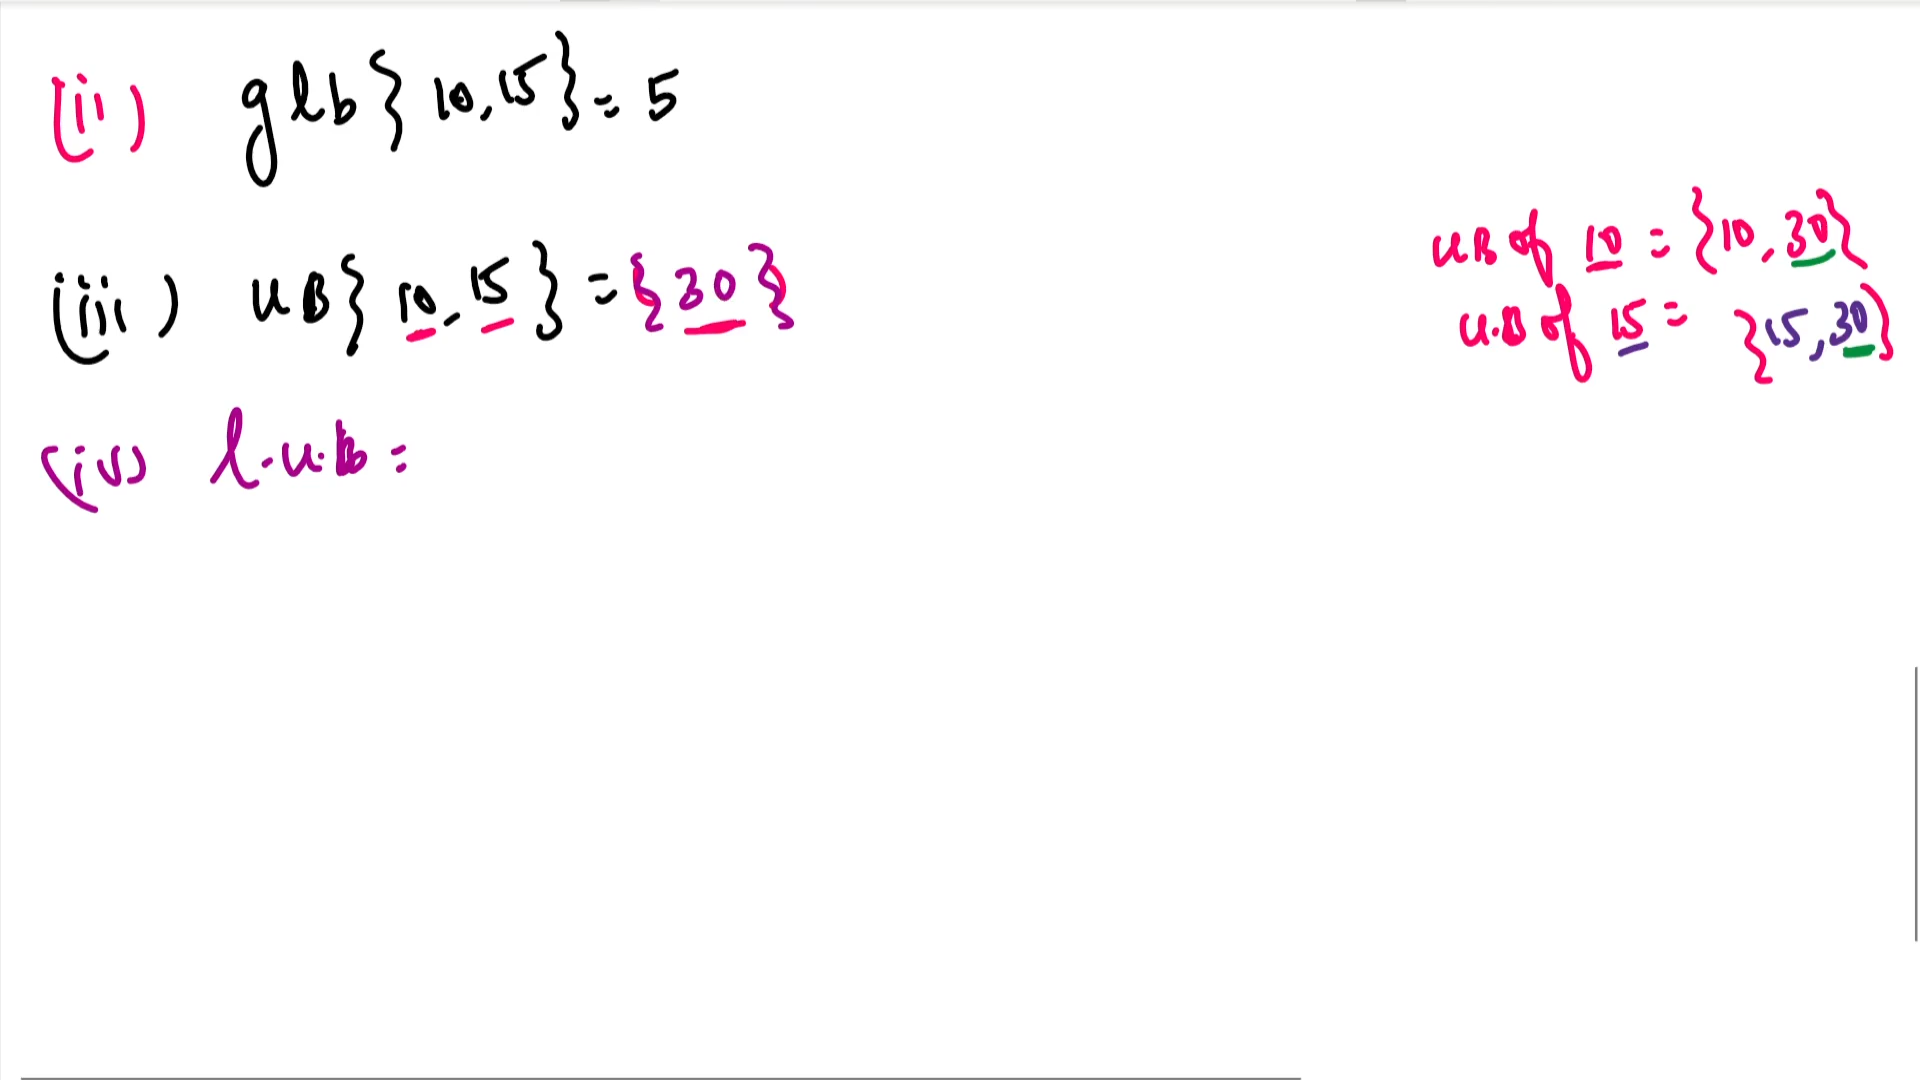 (ii) glb{10,15}=5
(iii) UB{10,15}={30}
UB of 10={10,30}
U.B of 15={15,30}
(iv) l.u.b=